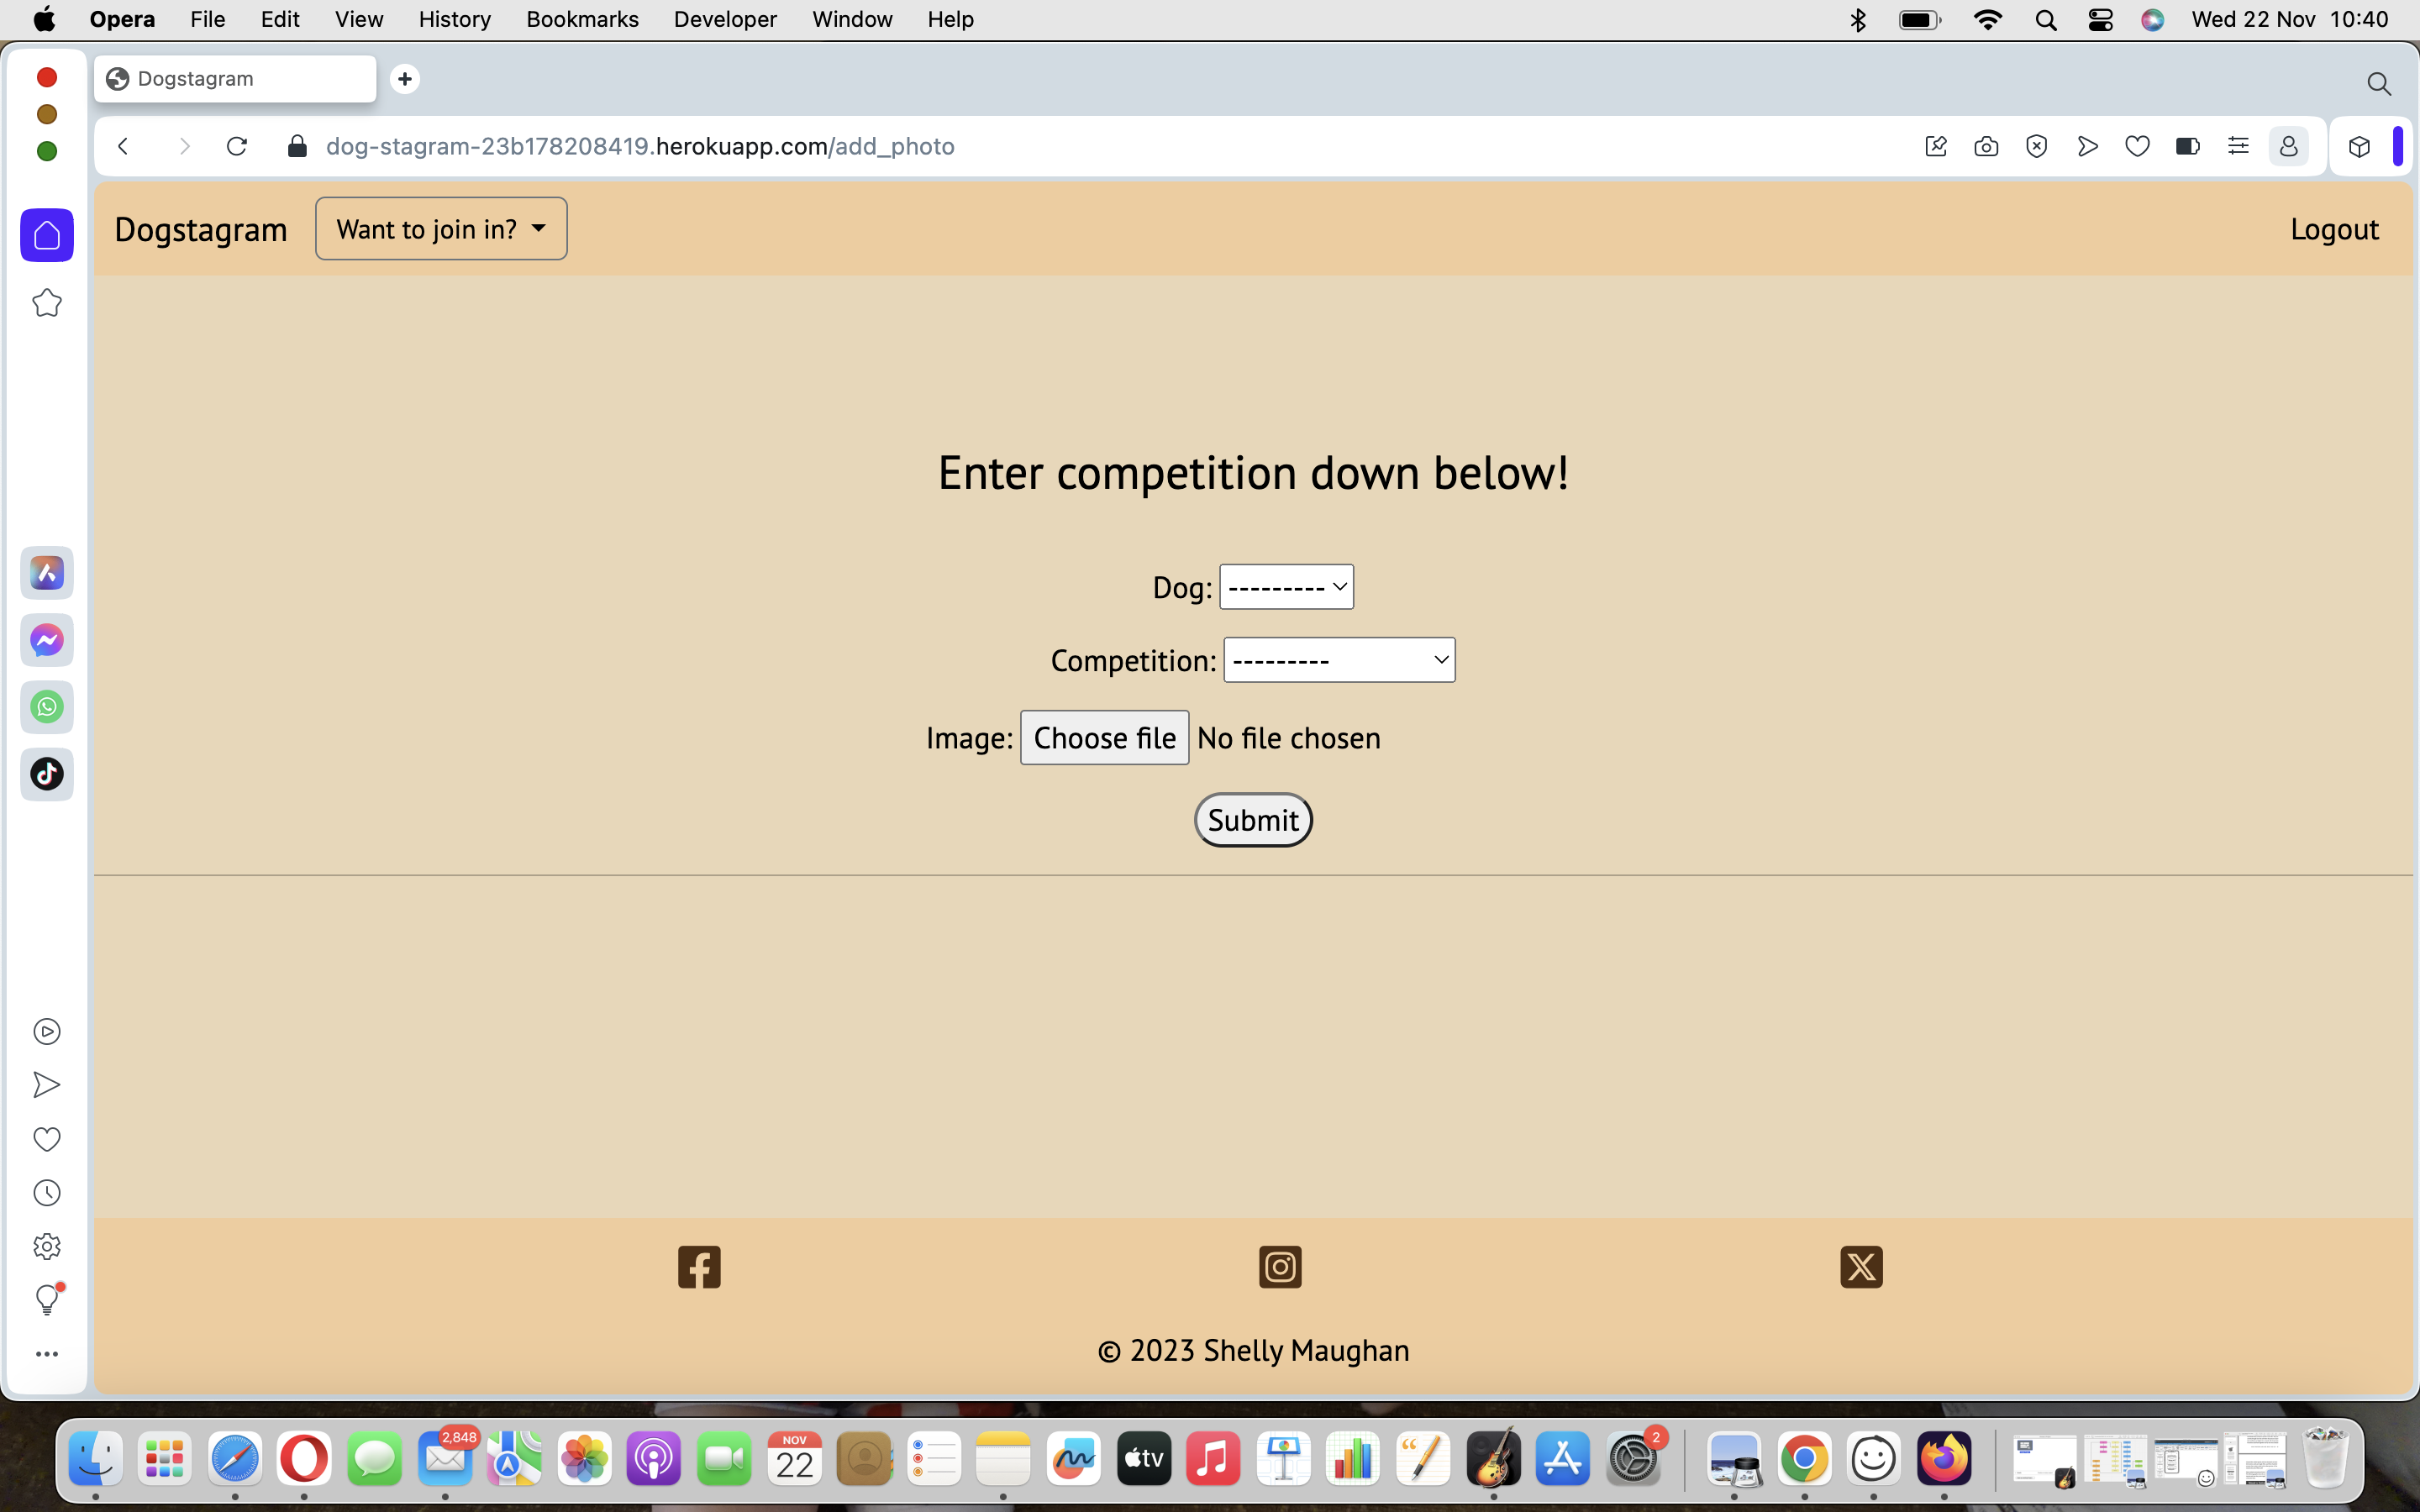 Opera File Edit View History Bookmarks Developer Window Help Wed 22 Nov 10:40
Dogstagram
dog-stagram-23b178208419.herokuapp.com/add_photo
Dogstagram Want to join in? Logout
Enter competition down below!
Dog: ---------
Competition: ---------
Image: Choose file No file chosen
Submit
© 2023 Shelly Maughan
2,848
NOV
22
tv
2